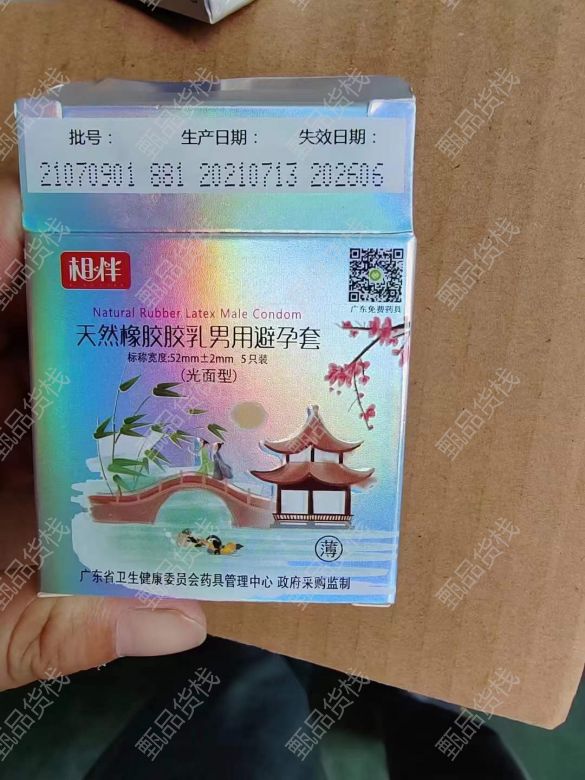 批号： 生产日期： 失效日期：
21070901 881 20210713 202606
相伴
广东免费药具
Natural Rubber Latex Male Condom
天然橡胶胶乳男用避孕套
标称宽度:52mm±2mm 5只装
(光面型)
薄
广东省卫生健康委员会药具管理中心 政府采购监制
甄品货栈